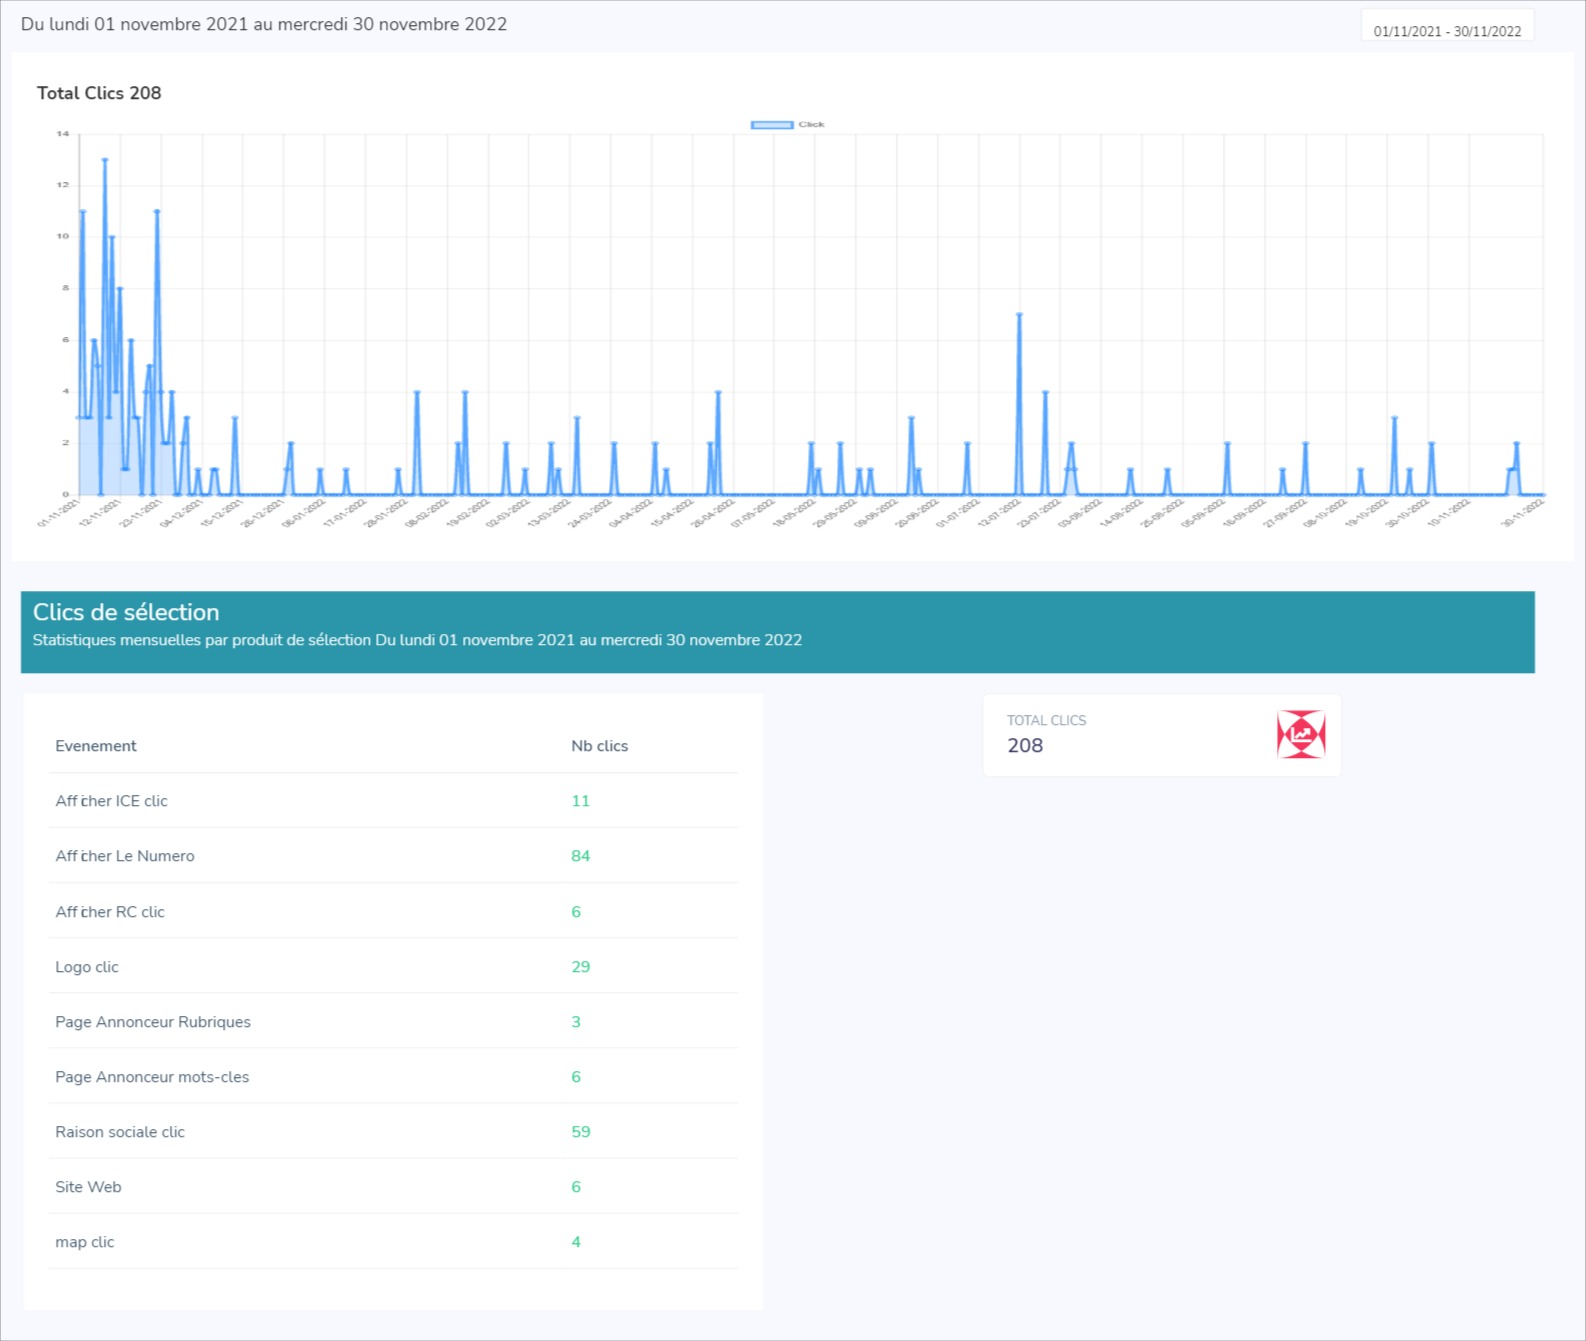 Du lundi 01 novembre 2021 au mercredi 30 novembre 2022
01/11/2021 - 30/11/2022
Total Clics 208
Click
14
12
10
8
6
4
2
0
01-11-2021
12-11-2021
23-11-2021
04-12-2021
15-12-2021
26-12-2021
06-01-2022
17-01-2022
28-01-2022
08-02-2022
19-02-2022
02-03-2022
13-03-2022
24-03-2022
04-04-2022
15-04-2022
26-04-2022
07-05-2022
18-05-2022
29-05-2022
09-06-2022
20-06-2022
01-07-2022
12-07-2022
23-07-2022
03-08-2022
14-08-2022
25-08-2022
05-09-2022
16-09-2022
27-09-2022
08-10-2022
19-10-2022
30-10-2022
10-11-2022
30-11-2022
Clics de sélection
Statistiques mensuelles par produit de sélection Du lundi 01 novembre 2021 au mercredi 30 novembre 2022
Evenement Nb clics
Afficher ICE clic 11
Afficher Le Numero 84
Afficher RC clic 6
Logo clic 29
Page Annonceur Rubriques 3
Page Annonceur mots-cles 6
Raison sociale clic 59
Site Web 6
map clic 4
TOTAL CLICS
208